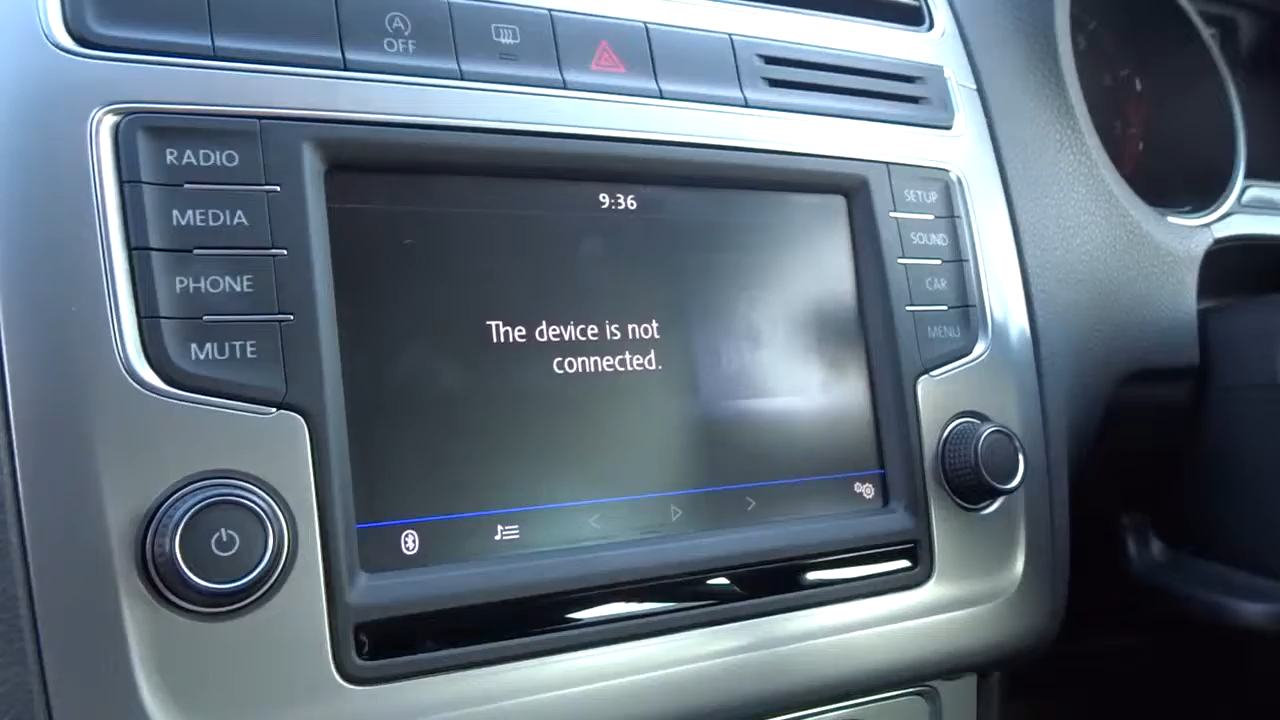 A
OFF
RADIO
MEDIA
PHONE
MUTE
9:36
The device is not
connected.
SETUP
SOUND
CAR
MENU